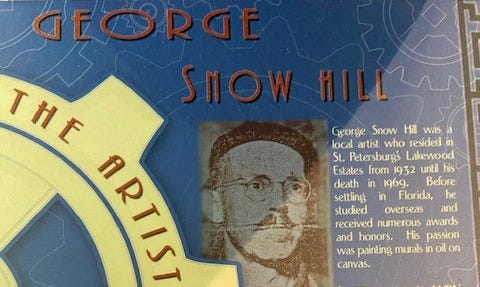 GEORGE
SNOW HILL
THE ARTIST
George Snow Hill was a
local artist who resided in
St. Petersburg's Lakewood
Estates from 1932 until his
death in 1969. Before
settling in Florida, he
studied overseas and
received numerous awards
and honors. His passion
was painting murals in oil on
canvas.